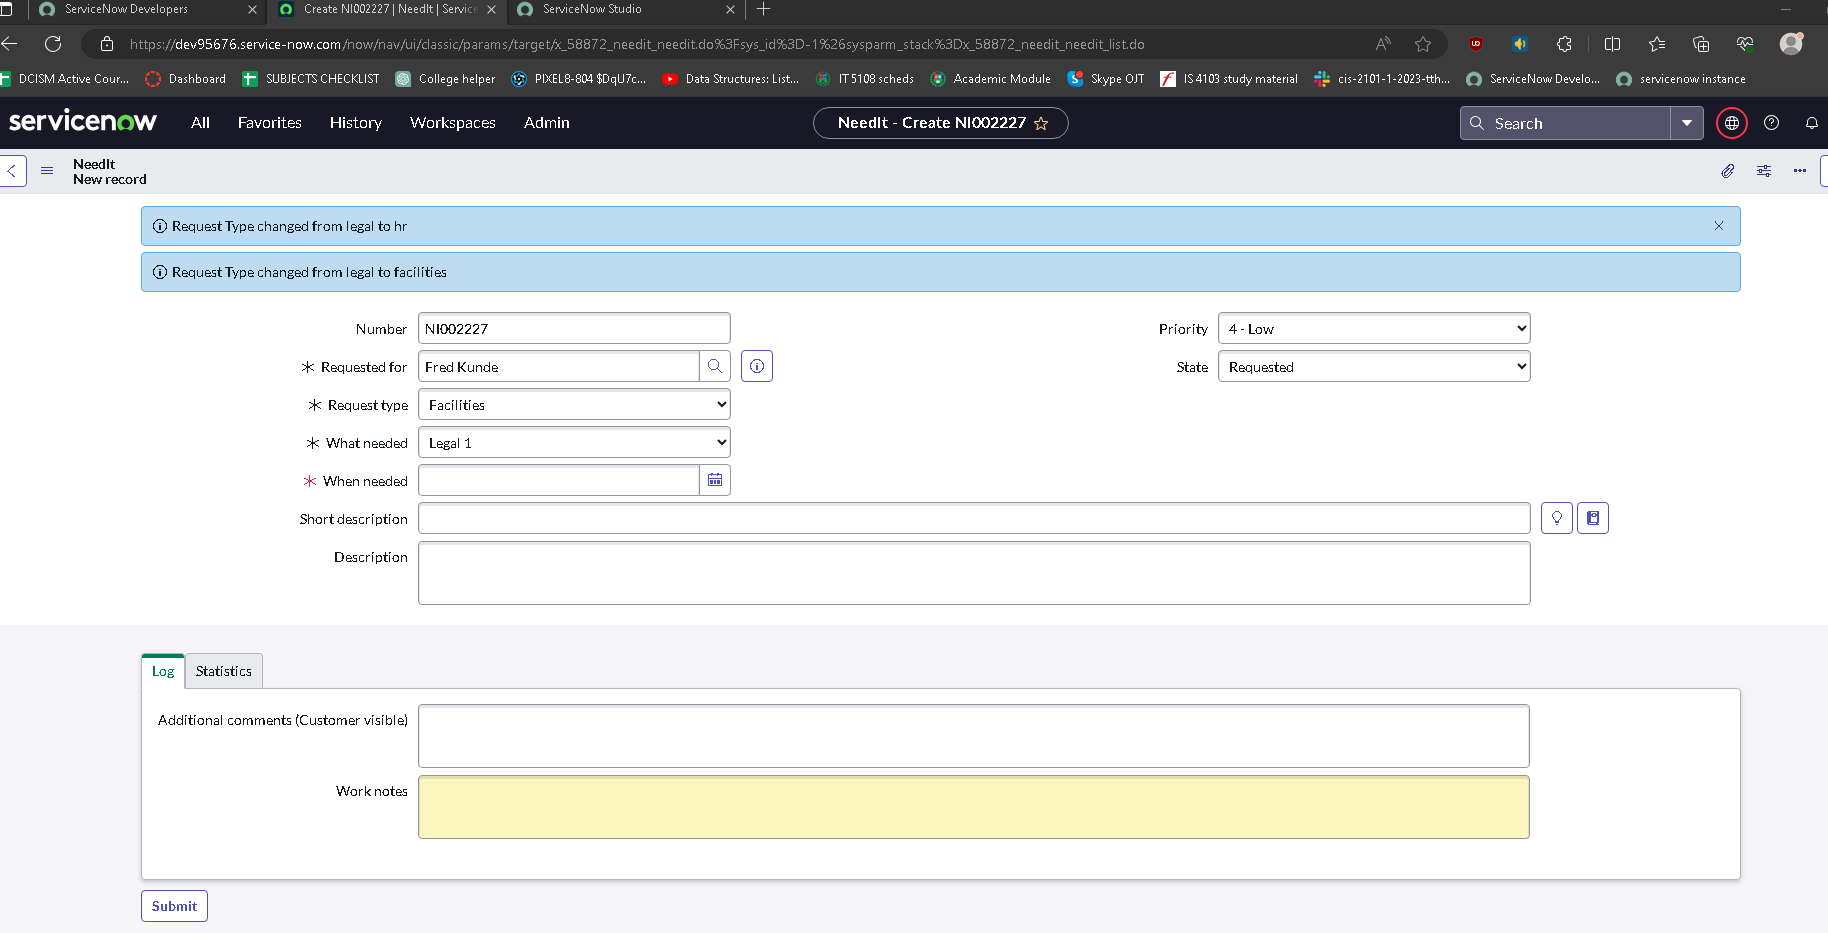 ServiceNow Developers
Create NI002227 | NeedIt | Service
ServiceNow Studio
https://dev95676.service-now.com/now/nav/ui/classic/params/target/x_58872_needit_needit.do%3Fsys_id%3D-1%26sysparm_stack%3Dx_58872_needit_needit_list.do
DCISM Active Cour...
Dashboard
SUBJECTS CHECKLIST
College helper
PIXEL8-804 $DqU7c...
Data Structures: List...
IT 5108 scheds
Academic Module
Skype OJT
IS 4103 study material
cis-2101-1-2023-tth...
ServiceNow Develo...
servicenow instance
servicenow
All
Favorites
History
Workspaces
Admin
NeedIt - Create NI002227
Search
NeedIt
New record
Request Type changed from legal to hr
Request Type changed from legal to facilities
Number
NI002227
Priority
4 - Low
Requested for
Fred Kunde
State
Requested
Request type
Facilities
What needed
Legal 1
When needed
Short description
Description
Log
Statistics
Additional comments (Customer visible)
Work notes
Submit